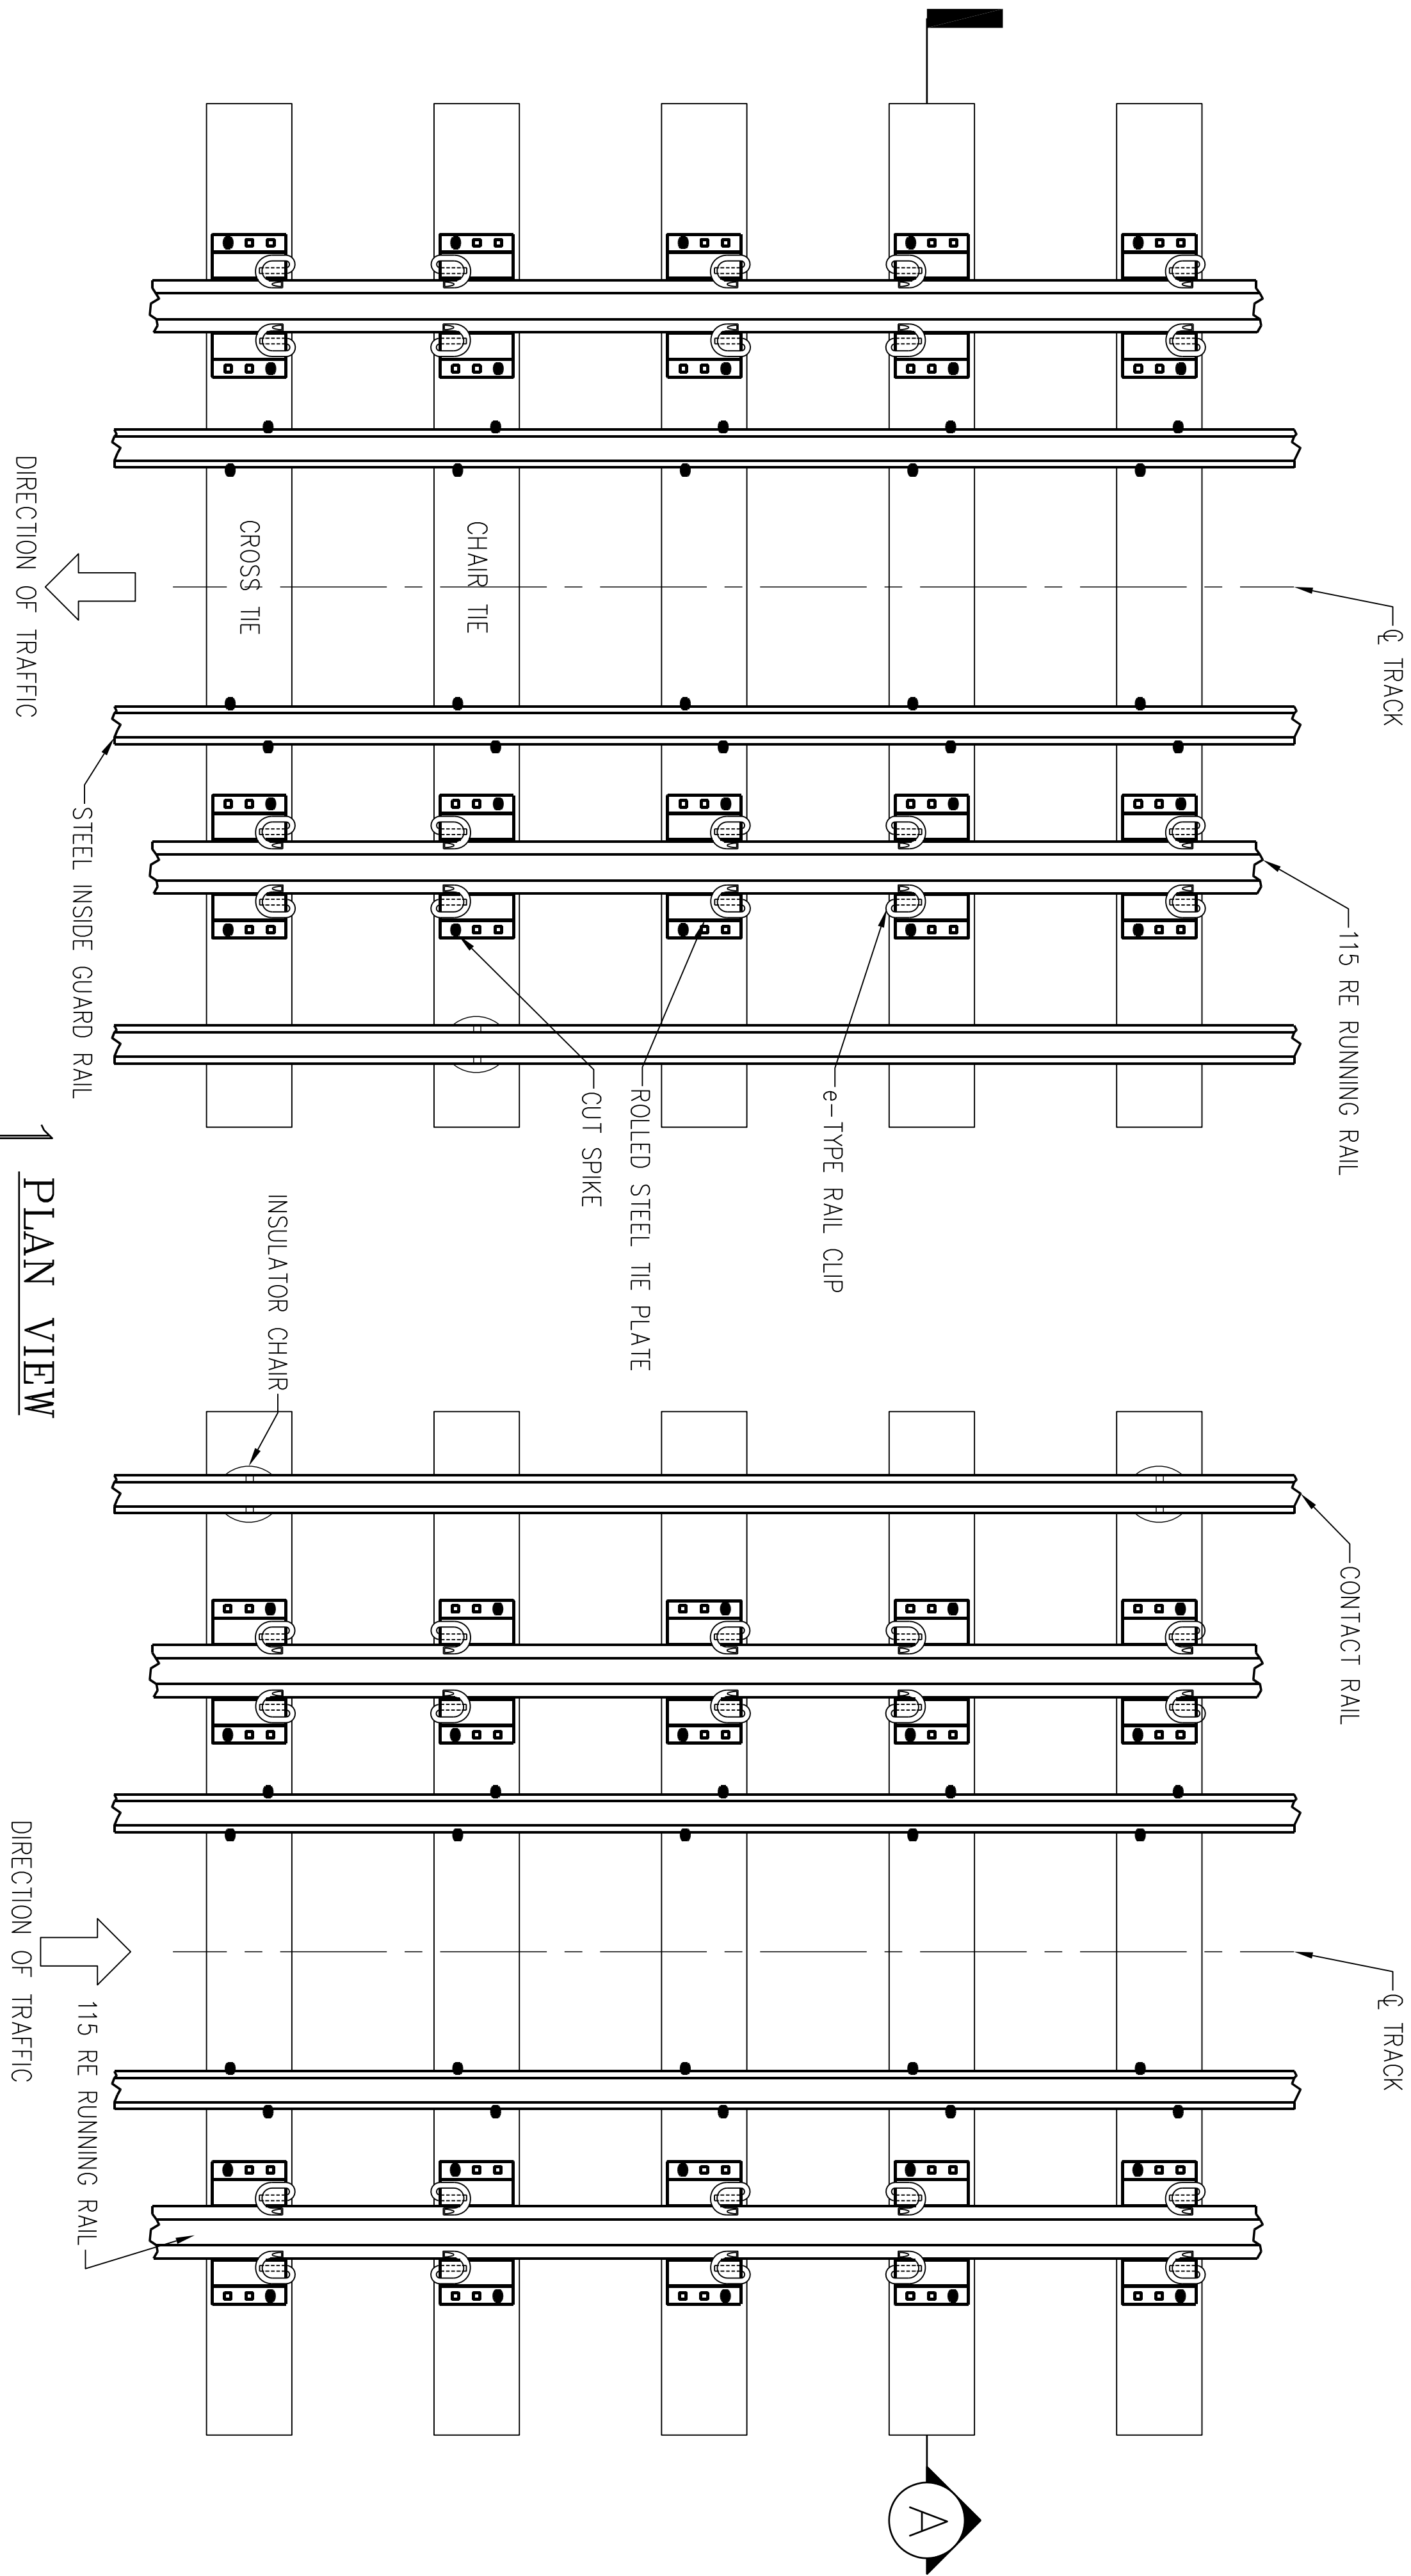 ℄ TRACK
℄ TRACK
115 RE RUNNING RAIL
CONTACT RAIL
e-TYPE RAIL CLIP
ROLLED STEEL TIE PLATE
CUT SPIKE
CHAIR TIE
CROSS TIE
INSULATOR CHAIR
STEEL INSIDE GUARD RAIL
115 RE RUNNING RAIL
DIRECTION OF TRAFFIC
DIRECTION OF TRAFFIC
A
1 PLAN VIEW